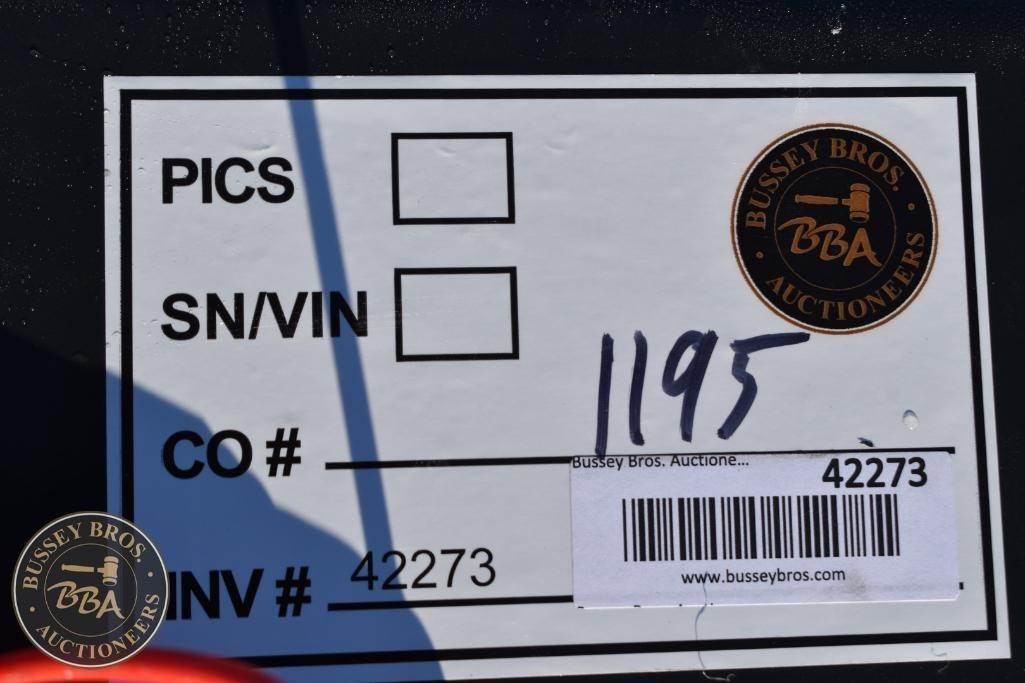 PICS
BUSSEY BROS.
BBA
AUCTIONEERS
SN/VIN
1195
CO #
Bussey Bros. Auctione...
42273
www.busseybros.com
INV # 42273
BUSSEY BROS.
BBA
AUCTIONEERS